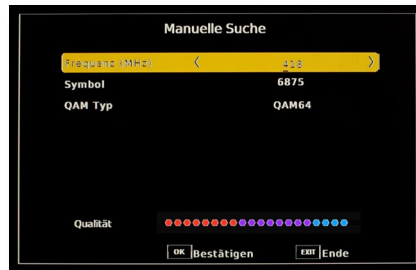 Manuelle Suche
Frequenz (MHz) < 418 >
Symbol 6875
QAM Typ QAM64
Qualität
OK Bestätigen EXIT Ende